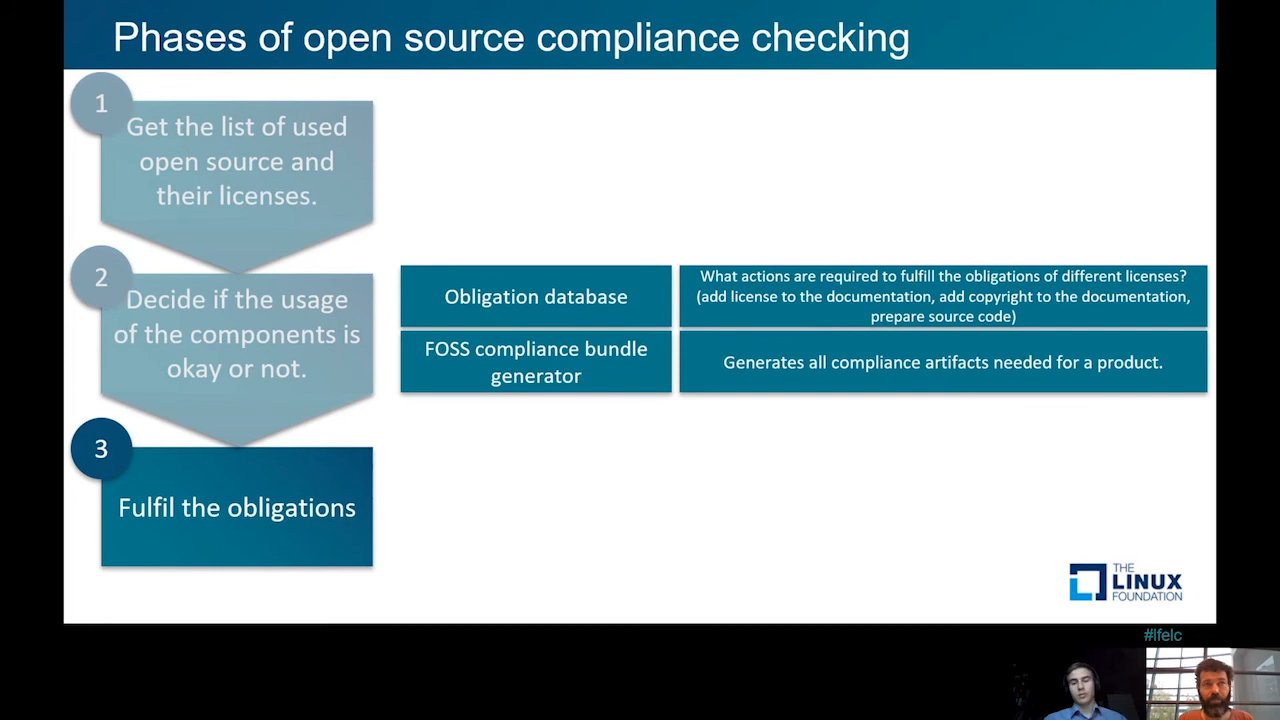 Phases of open source compliance checking
1
Get the list of used
open source and
their licenses.
2
Decide if the usage
of the components is
okay or not.
3
Fulfil the obligations
Obligation database
What actions are required to fulfill the obligations of different licenses?
(add license to the documentation, add copyright to the documentation,
prepare source code)
FOSS compliance bundle
generator
Generates all compliance artifacts needed for a product.
THE
LINUX
FOUNDATION
#lfelc